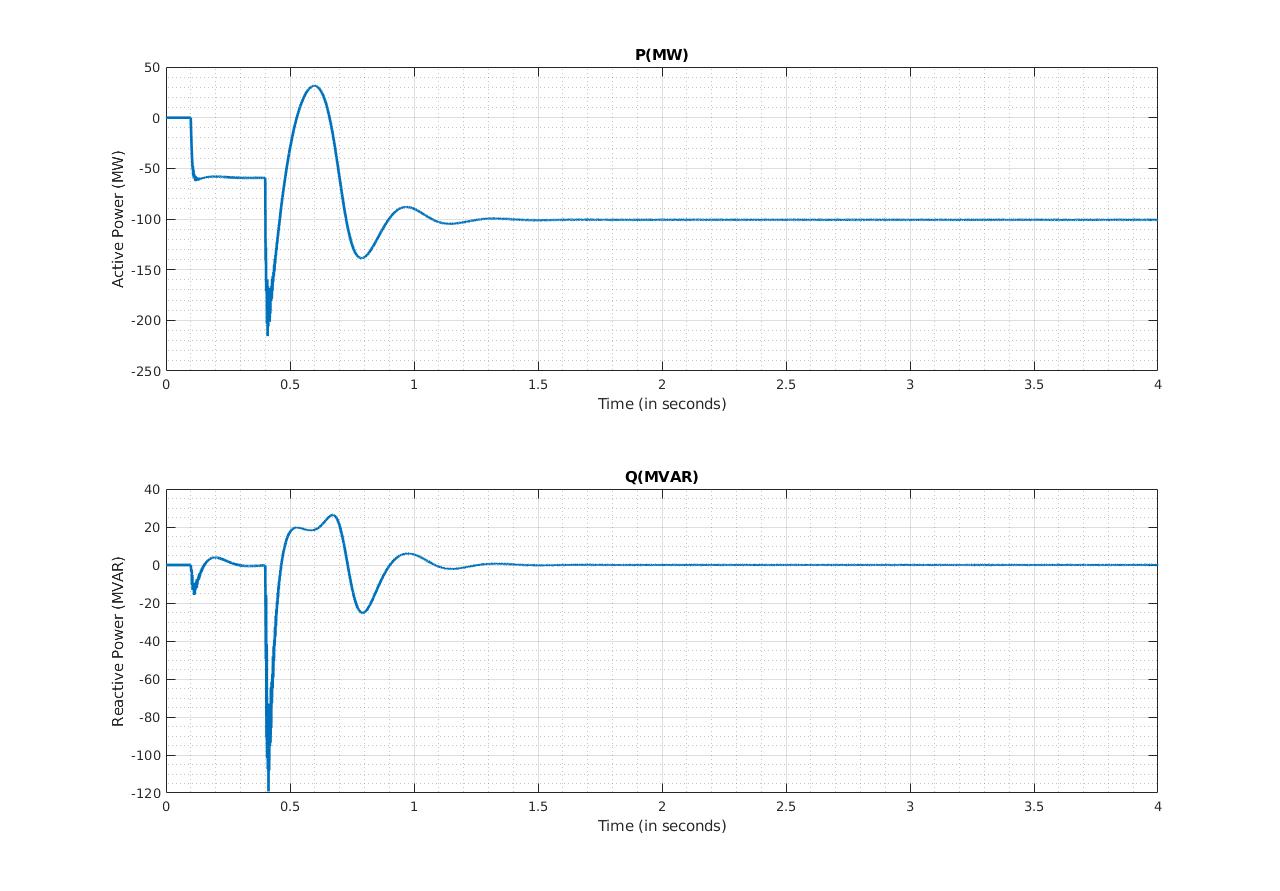 P(MW)
50
0
-50
-100
-150
-200
-250
Active Power (MW)
0 0.5 1 1.5 2 2.5 3 3.5 4
Time (in seconds)
Q(MVAR)
40
20
0
-20
-40
-60
-80
-100
-120
Reactive Power (MVAR)
0 0.5 1 1.5 2 2.5 3 3.5 4
Time (in seconds)